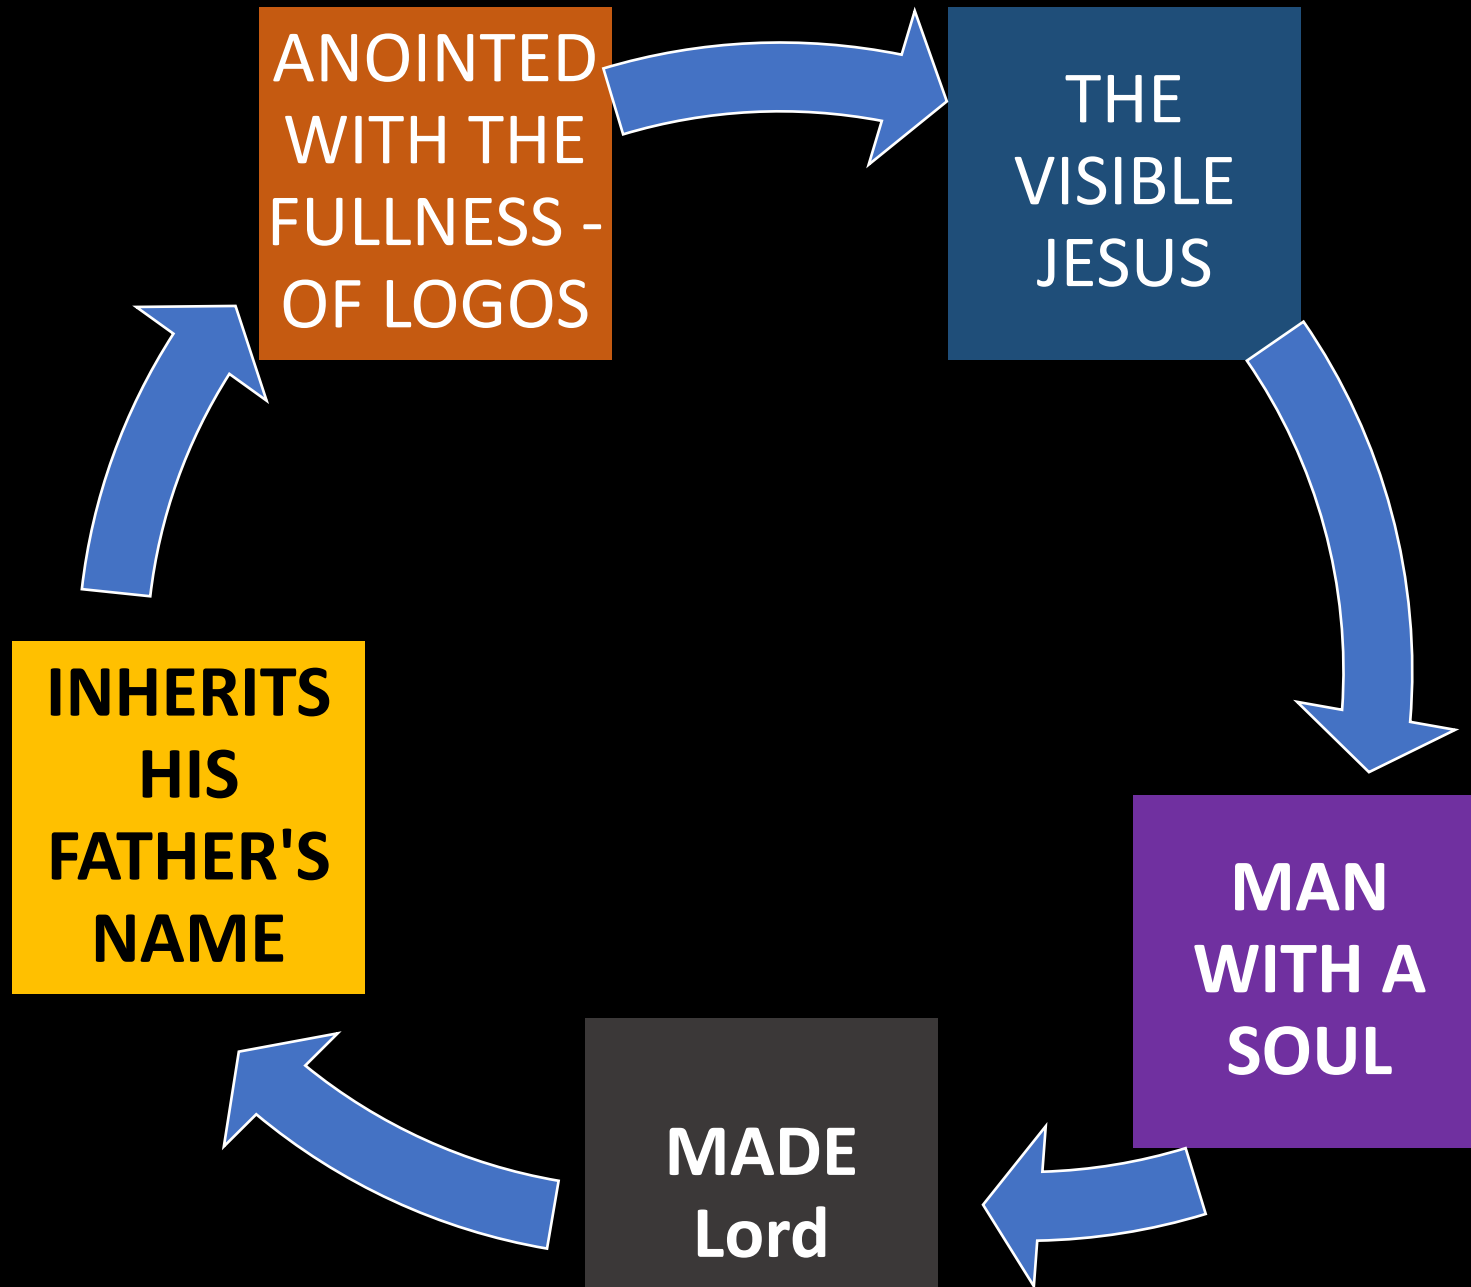 ANOINTED
WITH THE
FULLNESS -
OF LOGOS
THE
VISIBLE
JESUS
MAN
WITH A
SOUL
MADE
Lord
INHERITS
HIS
FATHER'S
NAME